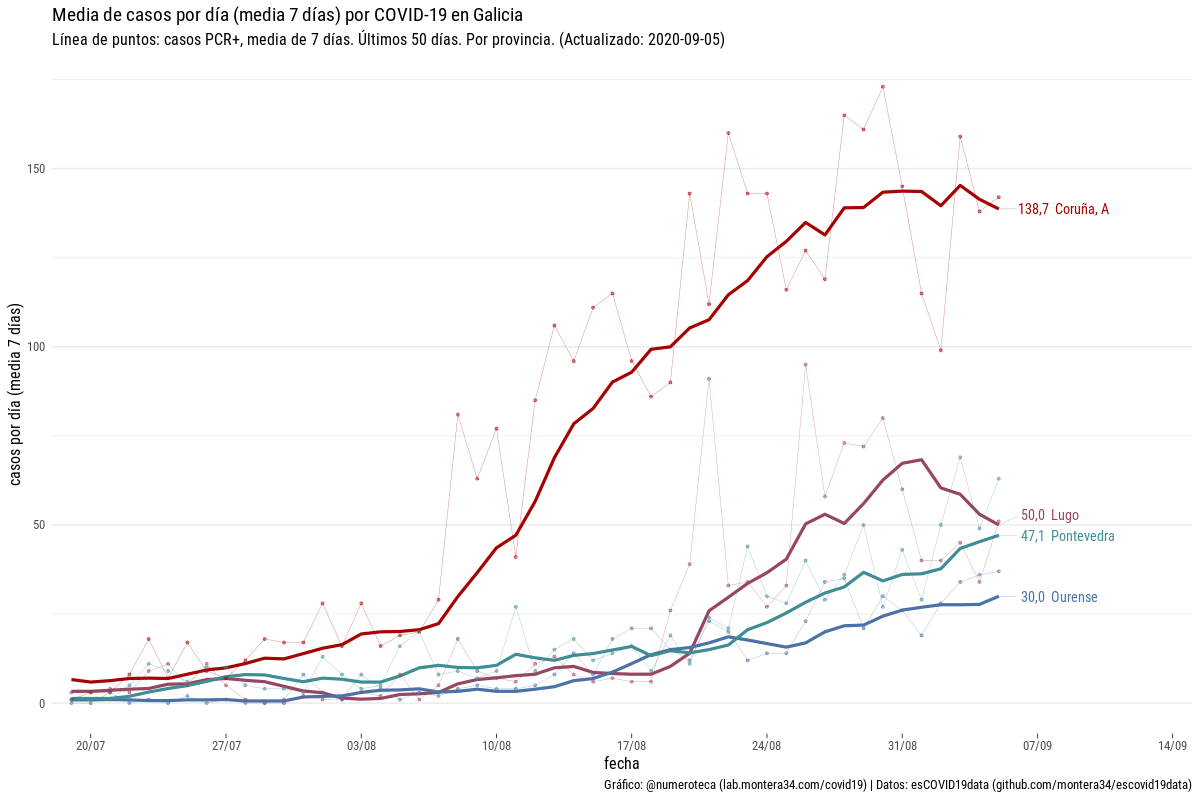 Media de casos por día (media 7 días) por COVID-19 en Galicia
Línea de puntos: casos PCR+, media de 7 días. Últimos 50 días. Por provincia. (Actualizado: 2020-09-05)
casos por día (media 7 días)
150
100
50
0
138,7 Coruña, A
50,0 Lugo
47,1 Pontevedra
30,0 Ourense
20/07 27/07 03/08 10/08 17/08 24/08 31/08 07/09 14/09
fecha
Gráfico: @numeroteca (lab.montera34.com/covid19) | Datos: esCOVID19data (github.com/montera34/escovid19data)